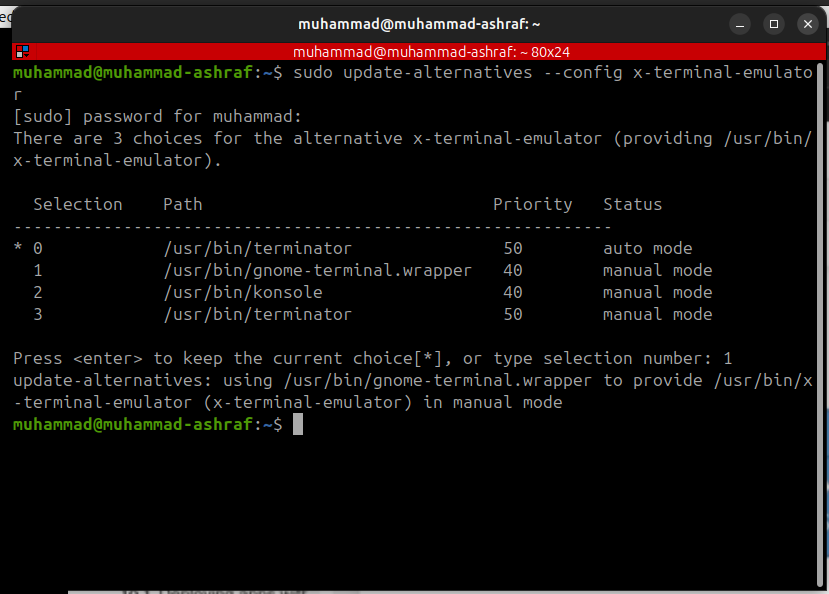 muhammad@muhammad-ashraf: ~
muhammad@muhammad-ashraf: ~ 80x24
muhammad@muhammad-ashraf:~$ sudo update-alternatives --config x-terminal-emulato
r
[sudo] password for muhammad:
There are 3 choices for the alternative x-terminal-emulator (providing /usr/bin/
x-terminal-emulator).
  Selection    Path                             Priority   Status
------------------------------------------------------------
* 0            /usr/bin/terminator               50        auto mode
  1            /usr/bin/gnome-terminal.wrapper   40        manual mode
  2            /usr/bin/konsole                  40        manual mode
  3            /usr/bin/terminator               50        manual mode
Press <enter> to keep the current choice[*], or type selection number: 1
update-alternatives: using /usr/bin/gnome-terminal.wrapper to provide /usr/bin/x
-terminal-emulator (x-terminal-emulator) in manual mode
muhammad@muhammad-ashraf:~$